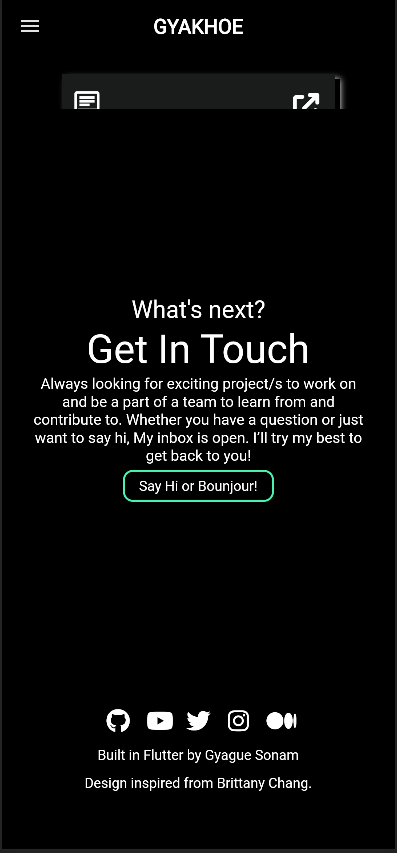 GYAKHOE
What's next?
Get In Touch
Always looking for exciting project/s to work on
and be a part of a team to learn from and
contribute to. Whether you have a question or just
want to say hi, My inbox is open. I'll try my best to
get back to you!
Say Hi or Bounjour!
Built in Flutter by Gyague Sonam
Design inspired from Brittany Chang.